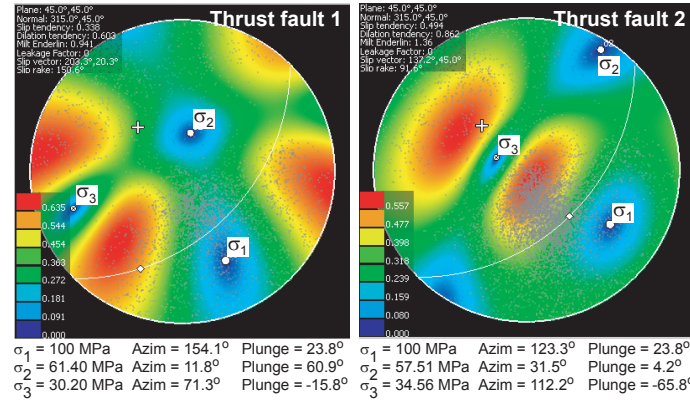 Plane: 45.0°,45.0°
Normal: 315.0°,45.0°
Slip tendency: 0.338
Dilation tendency: 0.603
Milt Enderlin: 0.941
Leakage Factor: 0
Slip vector: 203.3°,20.3°
Slip rake: 150.6°
Thrust fault 1
σ2
σ3
σ1
0.635
0.544
0.454
0.363
0.272
0.181
0.091
0.000
σ1 = 100 MPa Azim = 154.1° Plunge = 23.8°
σ2 = 61.40 MPa Azim = 11.8° Plunge = 60.9°
σ3 = 30.20 MPa Azim = 71.3° Plunge = -15.8°
Plane: 45.0°,45.0°
Normal: 315.0°,45.0°
Slip tendency: 0.494
Dilation tendency: 0.862
Milt Enderlin: 1.36
Leakage Factor: 0
Slip vector: 137.2°,45.0°
Slip rake: 91.6°
Thrust fault 2
σ2
σ3
σ1
0.557
0.477
0.398
0.318
0.239
0.159
0.080
0.000
σ1 = 100 MPa Azim = 123.3° Plunge = 23.8°
σ2 = 57.51 MPa Azim = 31.5° Plunge = 4.2°
σ3 = 34.56 MPa Azim = 112.2° Plunge = -65.8°